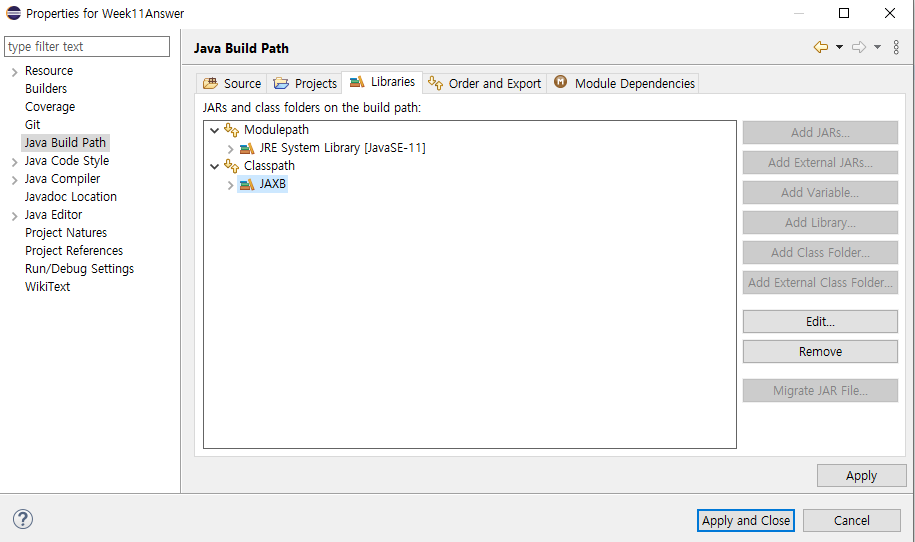 Properties for Week11Answer
type filter text
Resource
Builders
Coverage
Git
Java Build Path
Java Code Style
Java Compiler
Javadoc Location
Java Editor
Project Natures
Project References
Run/Debug Settings
WikiText
Java Build Path
Source Projects Libraries Order and Export Module Dependencies
JARs and class folders on the build path:
Modulepath
JRE System Library [JavaSE-11]
Classpath
JAXB
Add JARs...
Add External JARs...
Add Variable...
Add Library...
Add Class Folder...
Add External Class Folder...
Edit...
Remove
Migrate JAR File...
Apply
Apply and Close Cancel